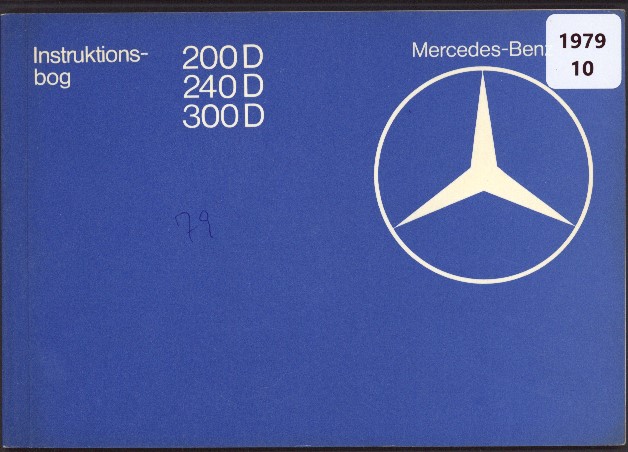 Instruktions-
bog
200 D
240 D
300 D
Mercedes-Benz
1979
10
79